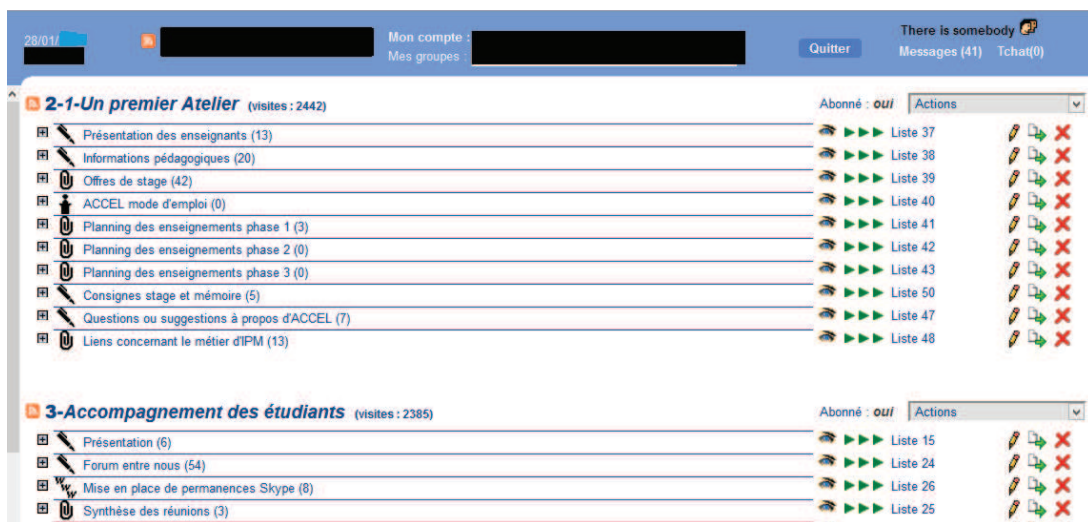 28/01/
Mon compte :
Mes groupes :
Quitter
There is somebody
Messages (41) Tchat(0)
2-1-Un premier Atelier (visites : 2442)
Abonné : oui Actions
Présentation des enseignants (13) Liste 37
Informations pédagogiques (20) Liste 38
Offres de stage (42) Liste 39
ACCEL mode d'emploi (0) Liste 40
Planning des enseignements phase 1 (3) Liste 41
Planning des enseignements phase 2 (0) Liste 42
Planning des enseignements phase 3 (0) Liste 43
Consignes stage et mémoire (5) Liste 50
Questions ou suggestions à propos d'ACCEL (7) Liste 47
Liens concernant le métier d'IPM (13) Liste 48
3-Accompagnement des étudiants (visites : 2385)
Abonné : oui Actions
Présentation (6) Liste 15
Forum entre nous (54) Liste 24
WWW Mise en place de permanences Skype (8) Liste 26
Synthèse des réunions (3) Liste 25